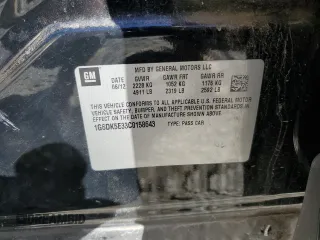 GM
MFD BY GENERAL MOTORS LLC
GVWR GAWR FRT GAWR RR
06/12 2228 KG 1052 KG 1176 KG
4911 LB 2319 LB 2592 LB
THIS VEHICLE CONFORMS TO ALL APPLICABLE U.S. FEDERAL MOTOR
VEHICLE SAFETY, BUMPER, AND THEFT PREVENTION STANDARDS IN
EFFECT ON THE DATE OF MANUFACTURE SHOWN ABOVE.
TYPE: PASS CAR